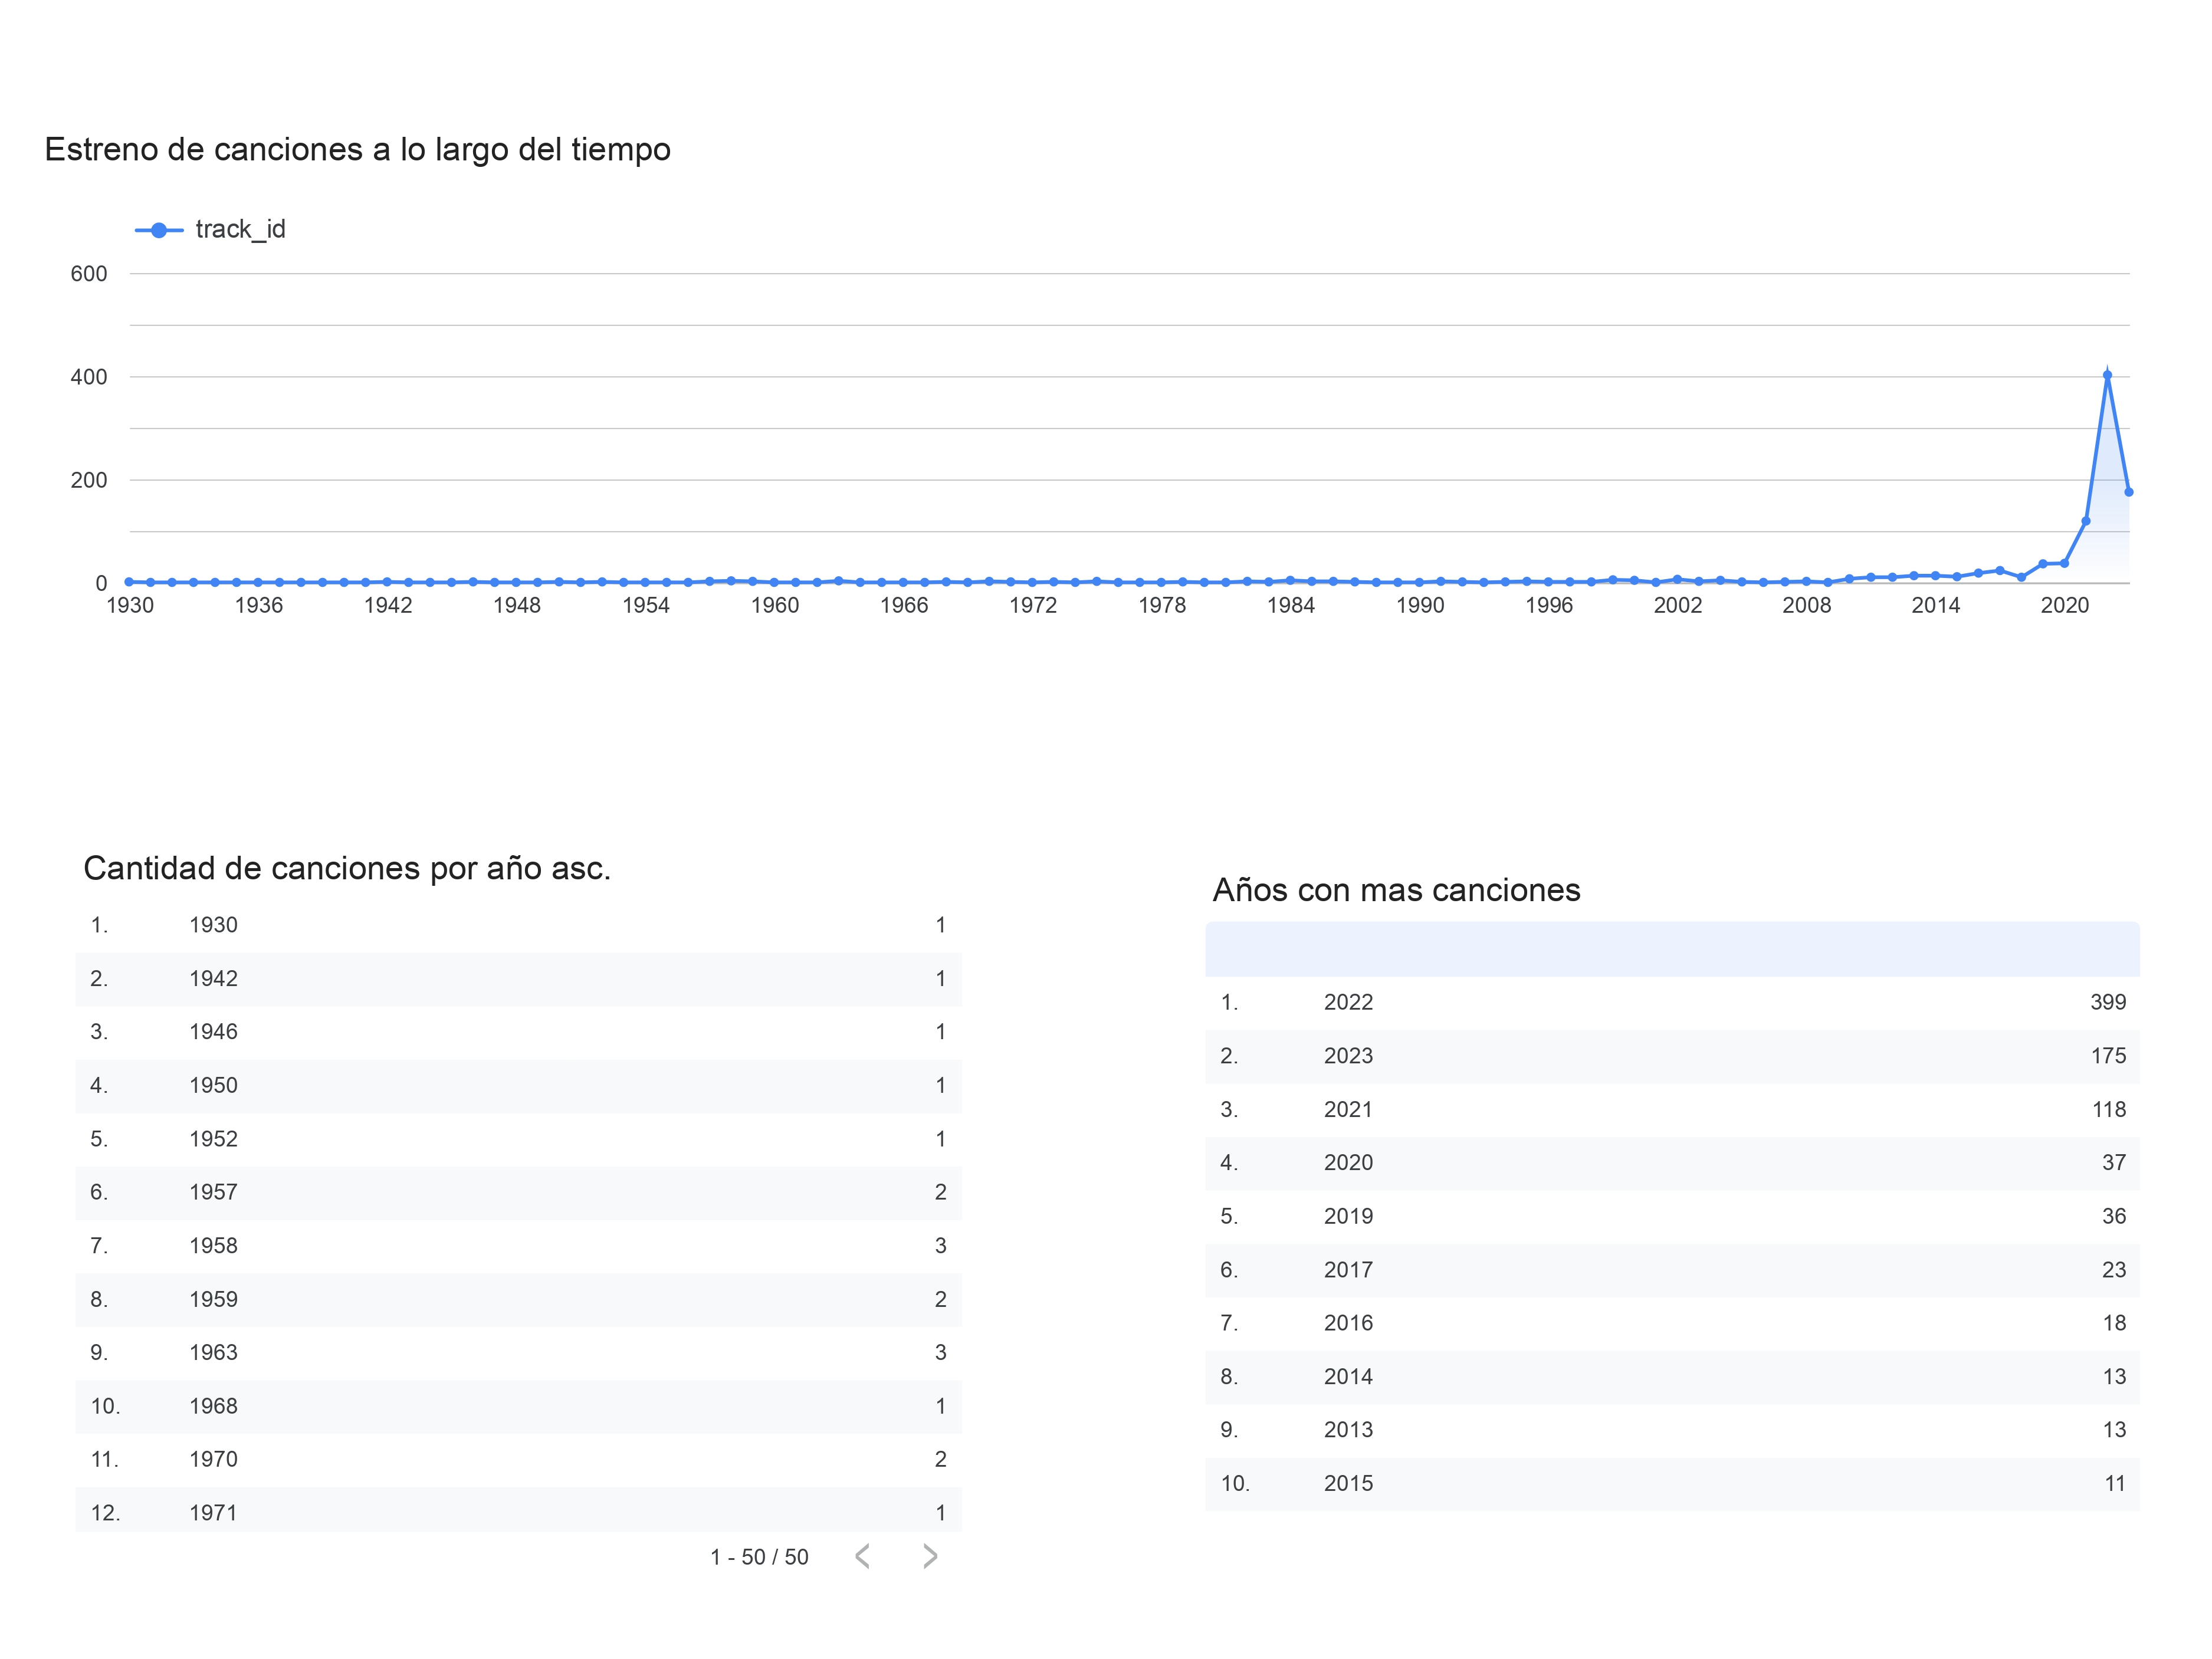 Estreno de canciones a lo largo del tiempo
track_id
600
400
200
0
1930 1936 1942 1948 1954 1960 1966 1972 1978 1984 1990 1996 2002 2008 2014 2020
Cantidad de canciones por año asc.
1. 1930 1
2. 1942 1
3. 1946 1
4. 1950 1
5. 1952 1
6. 1957 2
7. 1958 3
8. 1959 2
9. 1963 3
10. 1968 1
11. 1970 2
12. 1971 1
1 - 50 / 50
Años con mas canciones
1. 2022 399
2. 2023 175
3. 2021 118
4. 2020 37
5. 2019 36
6. 2017 23
7. 2016 18
8. 2014 13
9. 2013 13
10. 2015 11